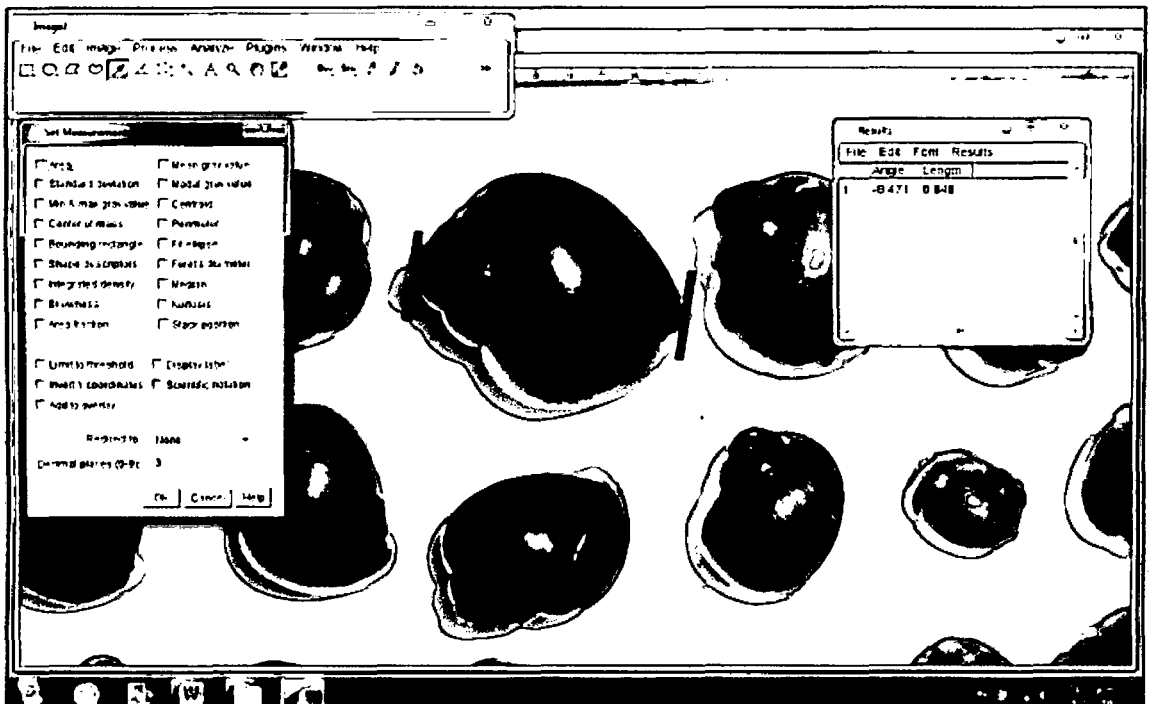 ImageJ
File Edit Image Process Analyze Plugins Window Help
Set Measurements
Area Mean gray value
Standard deviation Modal gray value
Min & max gray value Centroid
Center of mass Perimeter
Bounding rectangle Fit ellipse
Shape descriptors Feret's diameter
Integrated density Median
Skewness Kurtosis
Area fraction Stack position
Limit to threshold Display label
Invert Y coordinates Scientific notation
Add to overlay
Redirect to: None
Decimal places (0-9): 3
OK Cancel Help
Results
File Edit Font Results
Angle Length
1
W